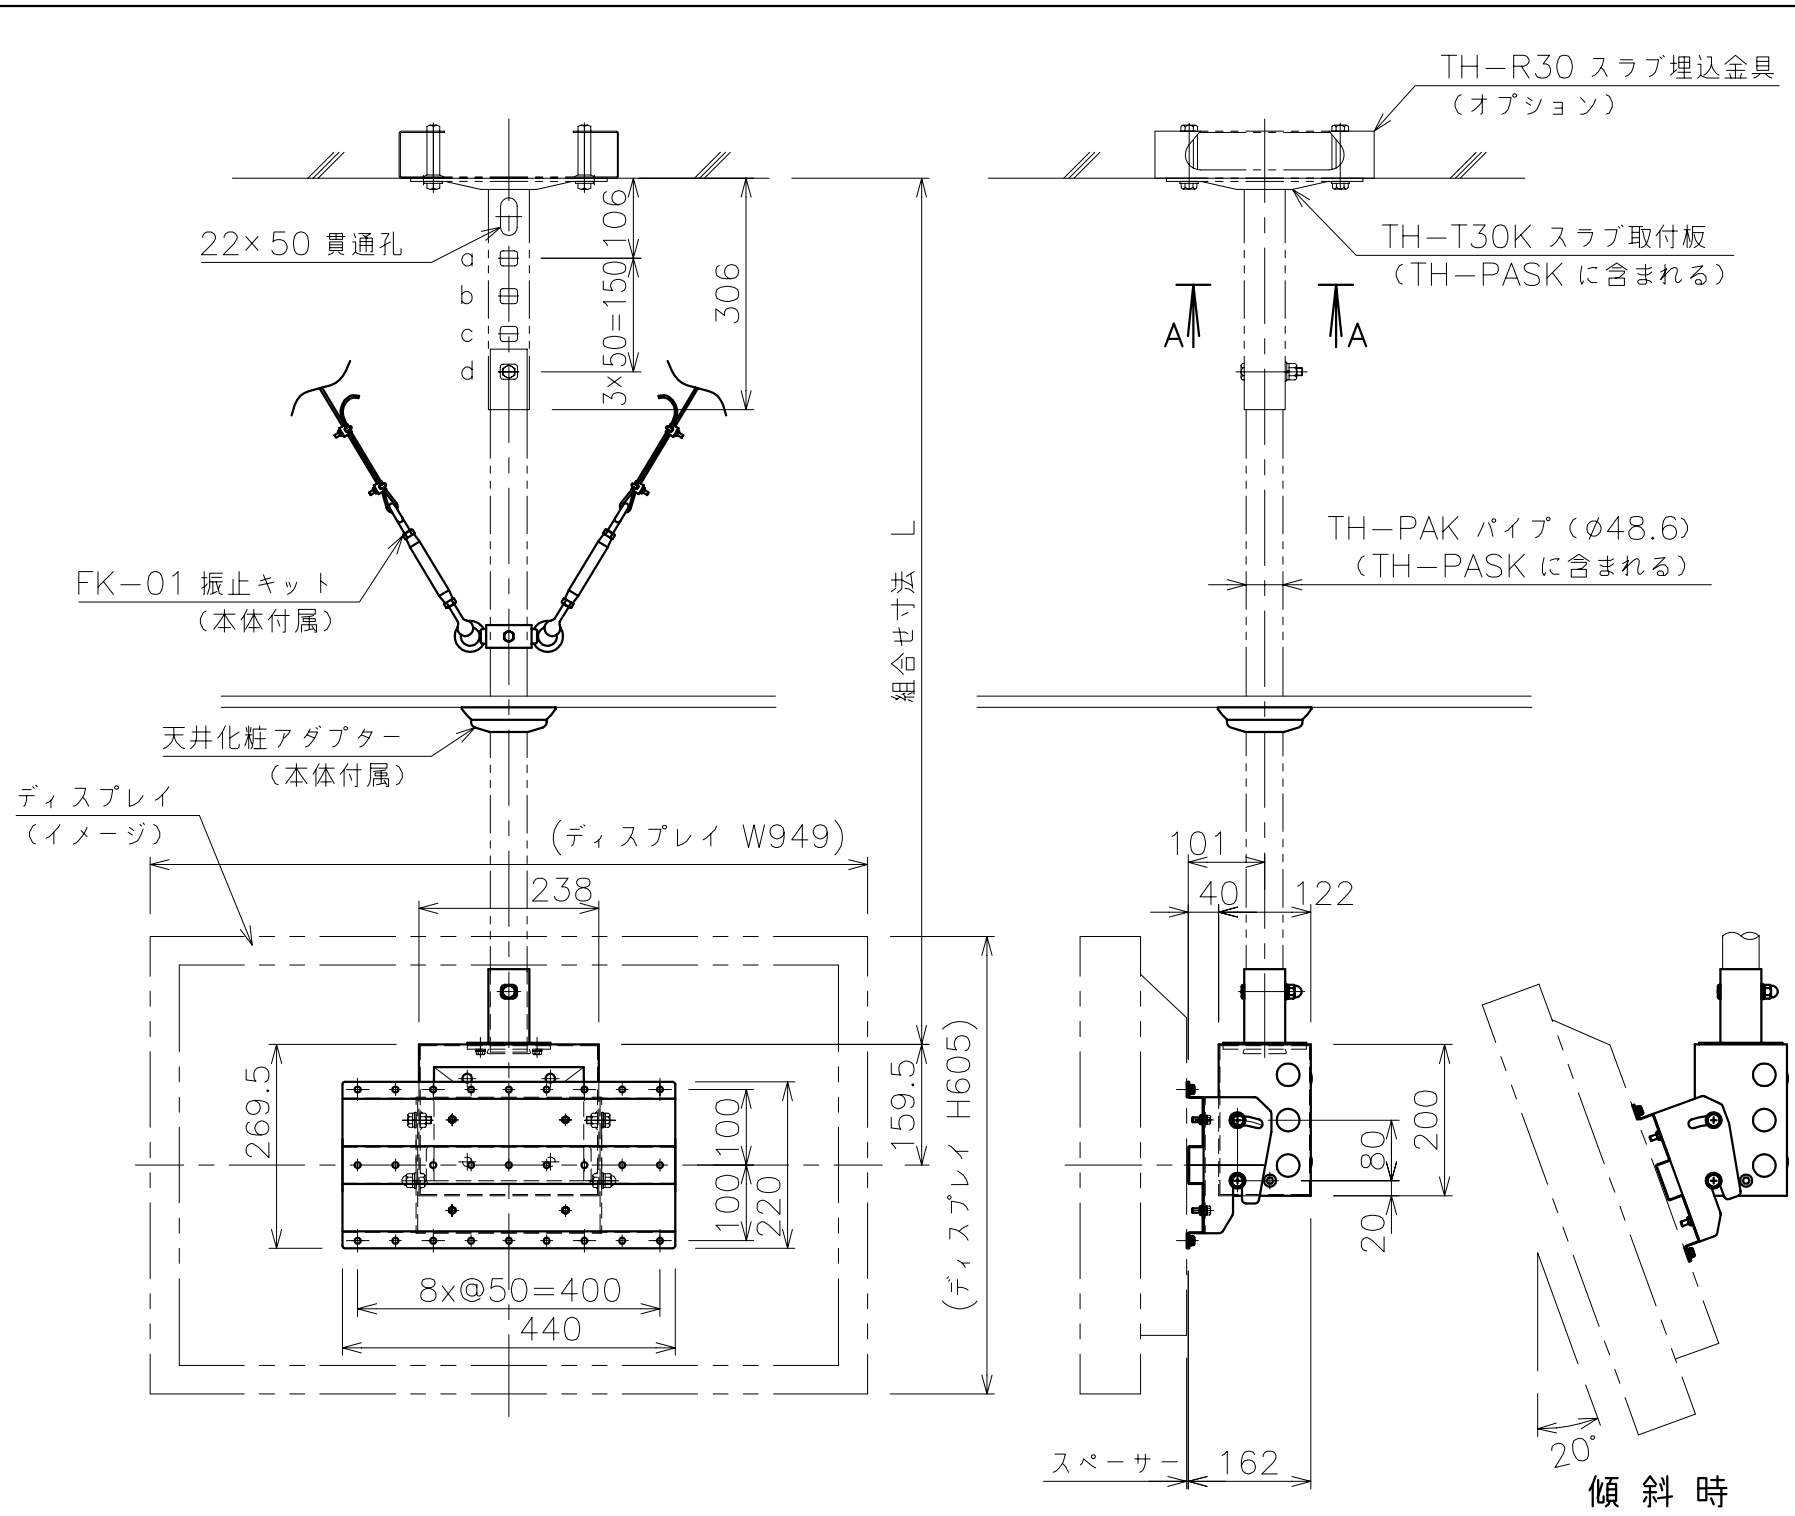 TH-R30 スラブ埋込金具
（オプション）
106
22×50 貫通孔
a
b
c
d
3×50=150
306
TH-T30K スラブ取付板
（TH-PASK に含まれる）
A
A
組合せ寸法 L
TH-PAK パイプ（φ48.6）
（TH-PASK に含まれる）
FK-01 振止キット
（本体付属）
天井化粧アダプター
（本体付属）
ディスプレイ
（イメージ）
(ディスプレイ W949)
238
101
40
122
269.5
100
100
220
159.5
(ディスプレイ H605)
200
80
20
8x@50=400
440
スペーサー
162
20°
傾斜時